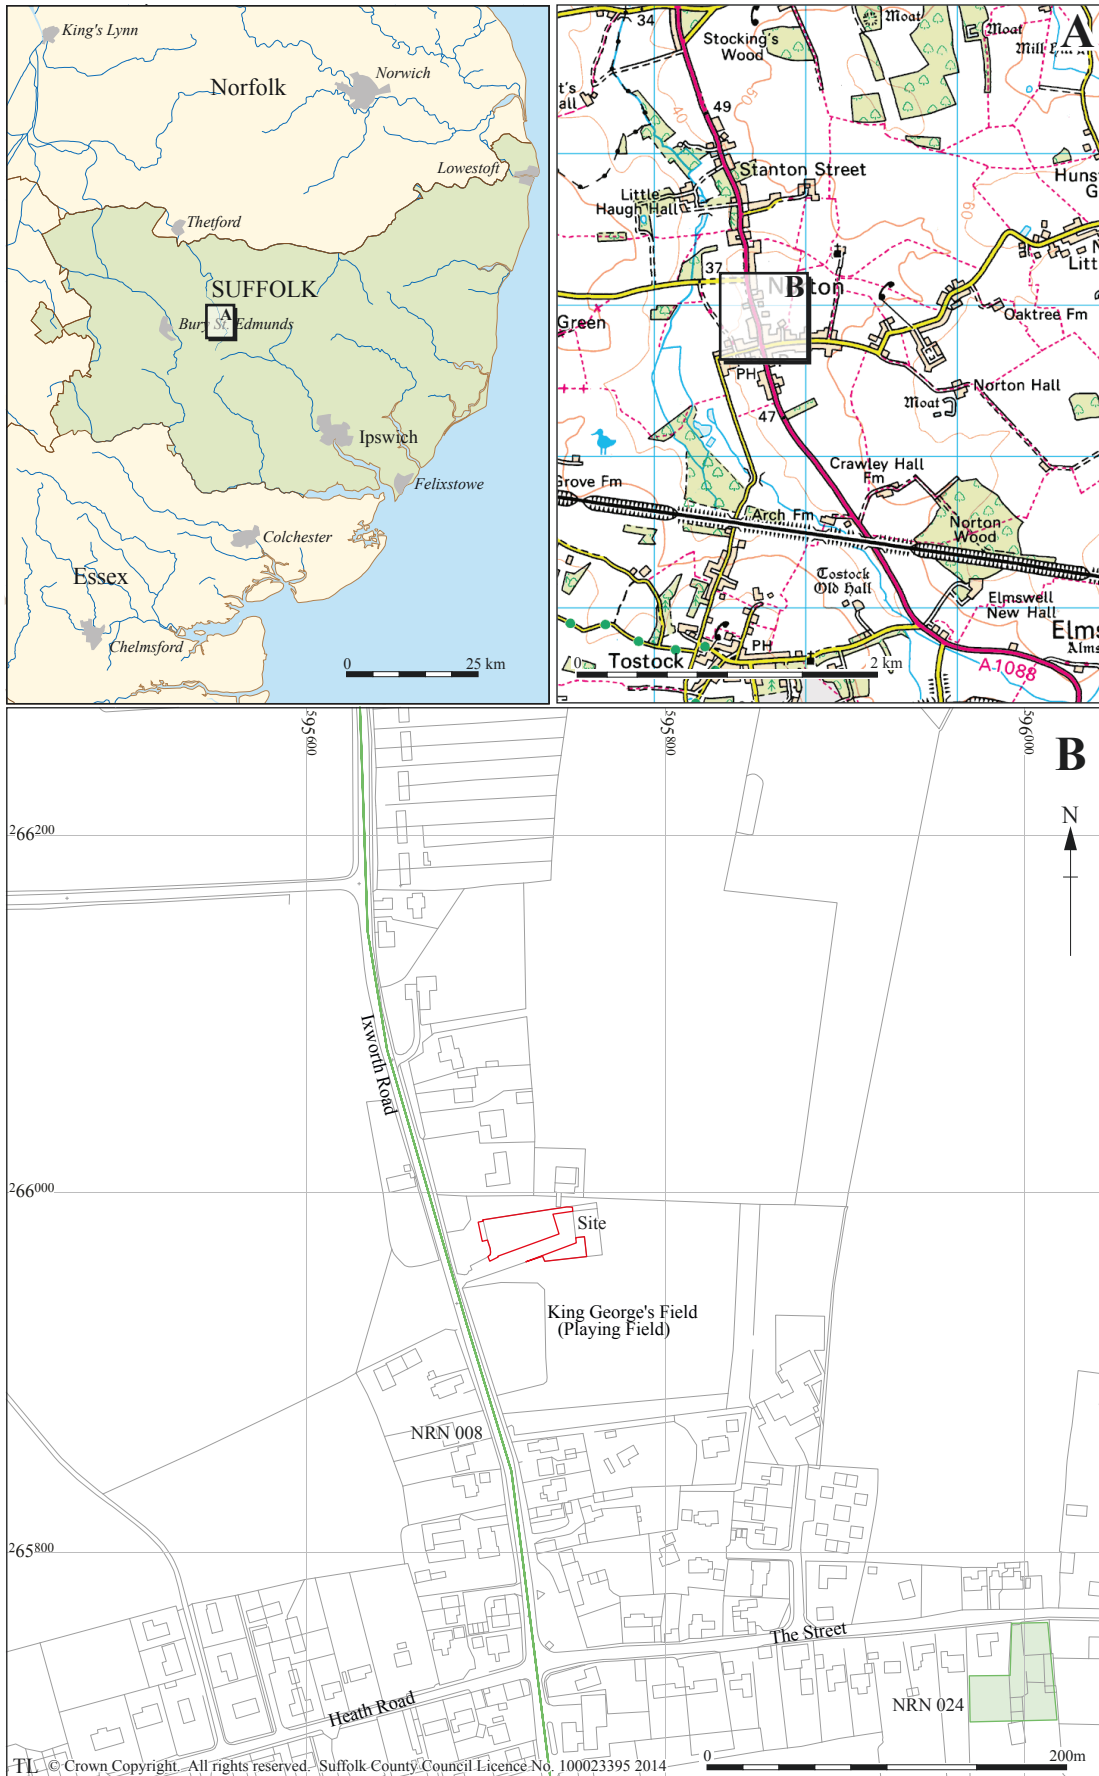 King's Lynn
Norfolk
Norwich
Lowestoft
Thetford
SUFFOLK
A
Bury St. Edmunds
Ipswich
Felixstowe
Colchester
Essex
Chelmsford
0 25 km
A
34
Moat
Moat
Stocking's
Wood
49
50
40
Stanton Street
Little
Haugh Hall
60
37
B
Norton
Green
Oaktree Fm
PH
Norton Hall
Moat
47
Crawley Hall
Fm
Grove Fm
Arch Fm
Norton
Wood
Tostock
Old Hall
Elmswell
New Hall
PH
Tostock
A1088
0 2 km
B
595600
595800
596000
N
266200
Ixworth Road
266000
Site
King George's Field
(Playing Field)
NRN 008
265800
The Street
NRN 024
Heath Road
TL
© Crown Copyright. All rights reserved. Suffolk County Council Licence No. 100023395 2014
0 200m